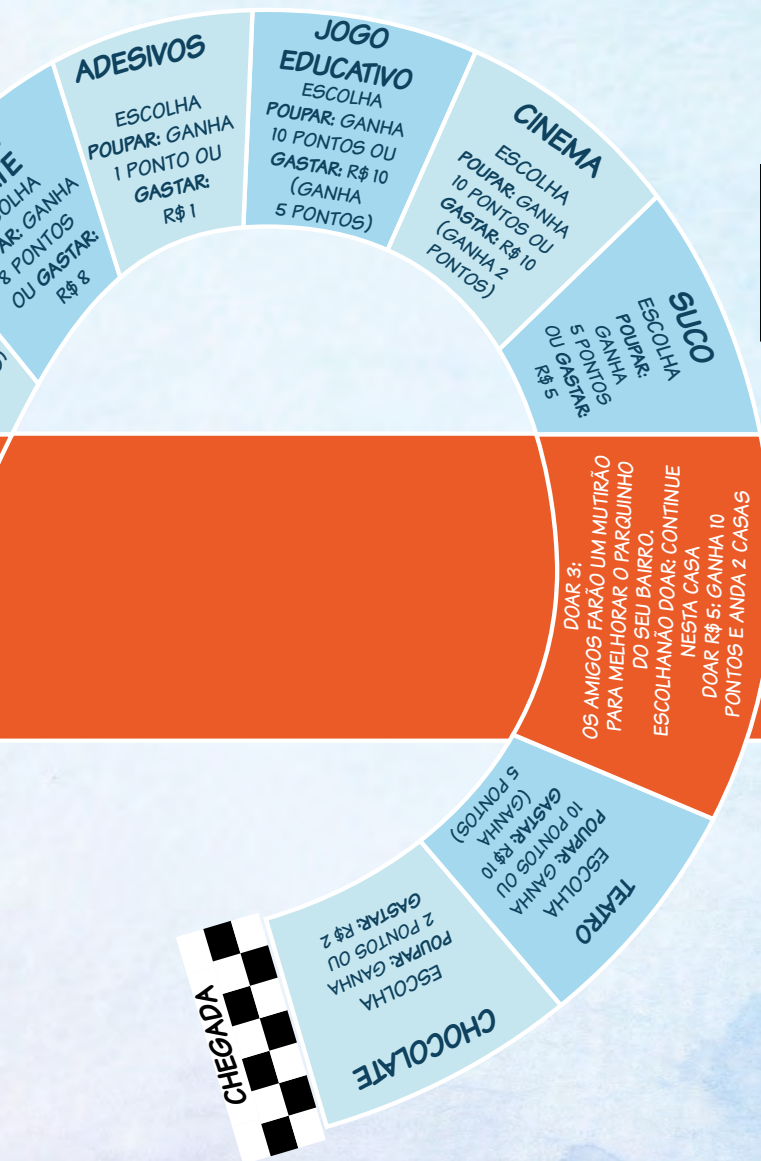 8 PONTOS
OU GASTAR:
R$ 8
ADESIVOS
ESCOLHA
POUPAR: GANHA
1 PONTO OU
GASTAR:
R$ 1
JOGO
EDUCATIVO
ESCOLHA
POUPAR: GANHA
10 PONTOS OU
GASTAR: R$ 10
(GANHA
5 PONTOS)
CINEMA
ESCOLHA
POUPAR: GANHA
10 PONTOS OU
GASTAR: R$ 10
(GANHA 2
PONTOS)
SUCO
ESCOLHA
POUPAR:
GANHA
5 PONTOS
OU GASTAR:
R$ 5
DOAR 3:
OS AMIGOS FARÃO UM MUTIRÃO
PARA MELHORAR O PARQUINHO
DO SEU BAIRRO.
ESCOLHANÃO DOAR: CONTINUE
NESTA CASA
DOAR R$ 5: GANHA 10
PONTOS E ANDA 2 CASAS
TEATRO
ESCOLHA
POUPAR: GANHA
10 PONTOS OU
GASTAR: R$ 10
(GANHA
5 PONTOS)
CHOCOLATE
ESCOLHA
POUPAR: GANHA
2 PONTOS OU
GASTAR: R$ 2
CHEGADA